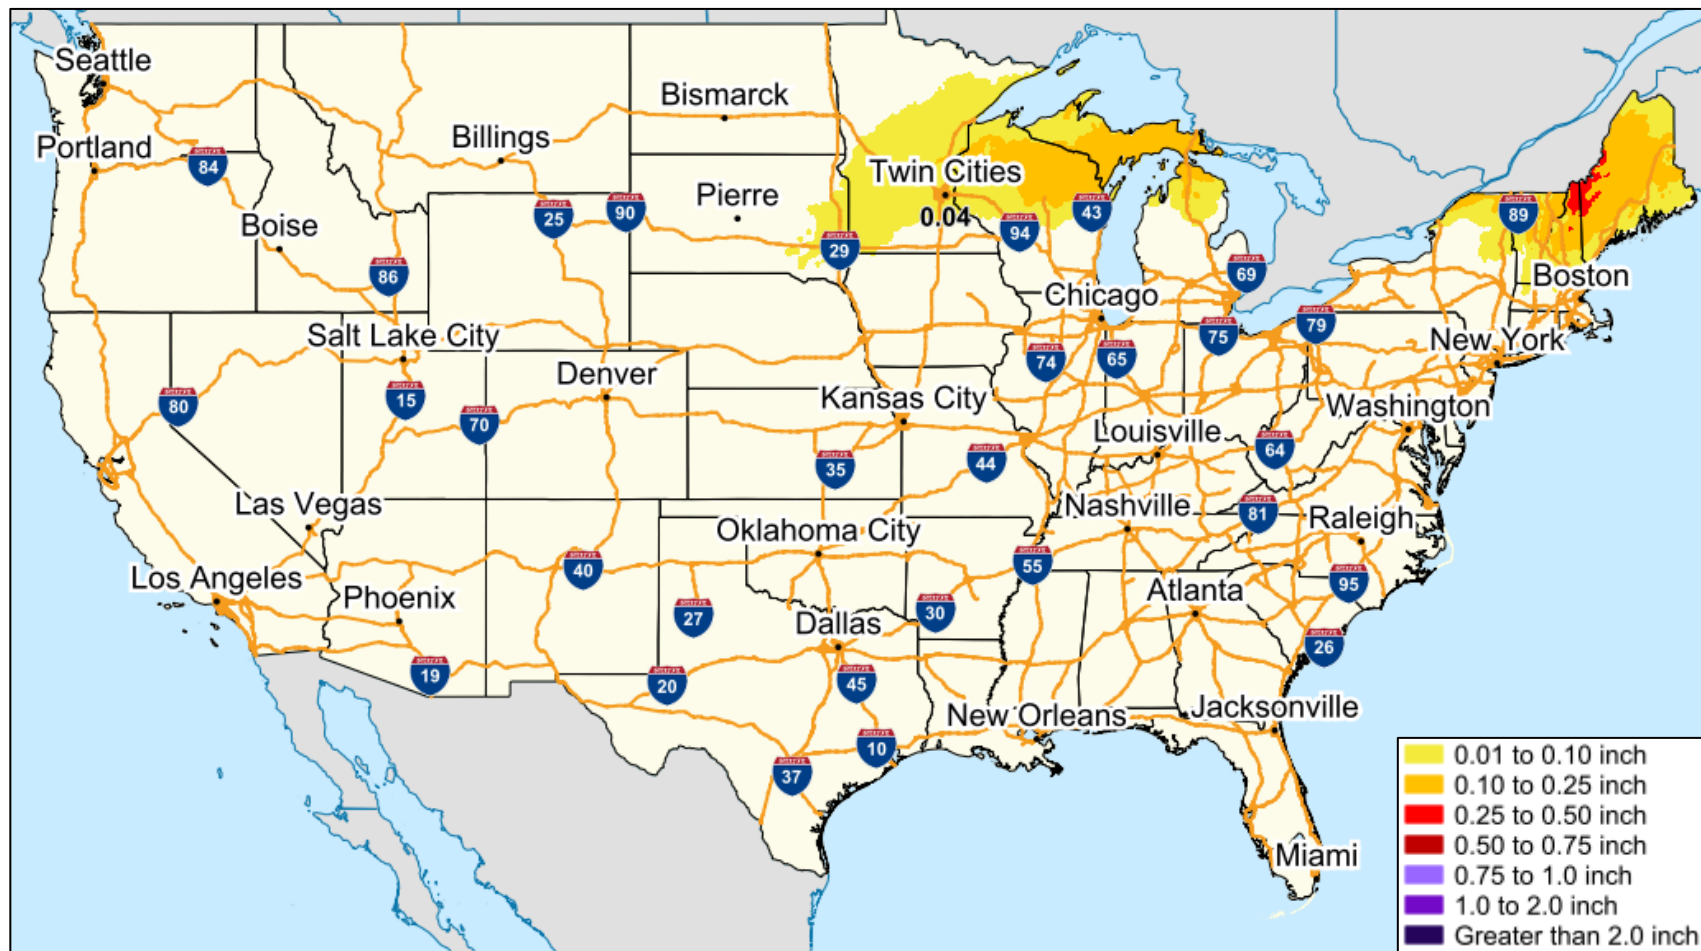 Seattle
Bismarck
Billings
Portland
84
Twin Cities
Pierre
0.04
25
90
43
89
94
Boise
29
86
69
Boston
Chicago
Salt Lake City
79
75
New York
74
65
Denver
80
15
70
Kansas City
Washington
Louisville
64
35
44
Las Vegas
Nashville
81
Raleigh
Oklahoma City
40
55
Los Angeles
Phoenix
95
Atlanta
27
30
Dallas
26
19
20
45
New Orleans
Jacksonville
10
37
Miami
0.01 to 0.10 inch
0.10 to 0.25 inch
0.25 to 0.50 inch
0.50 to 0.75 inch
0.75 to 1.0 inch
1.0 to 2.0 inch
Greater than 2.0 inch